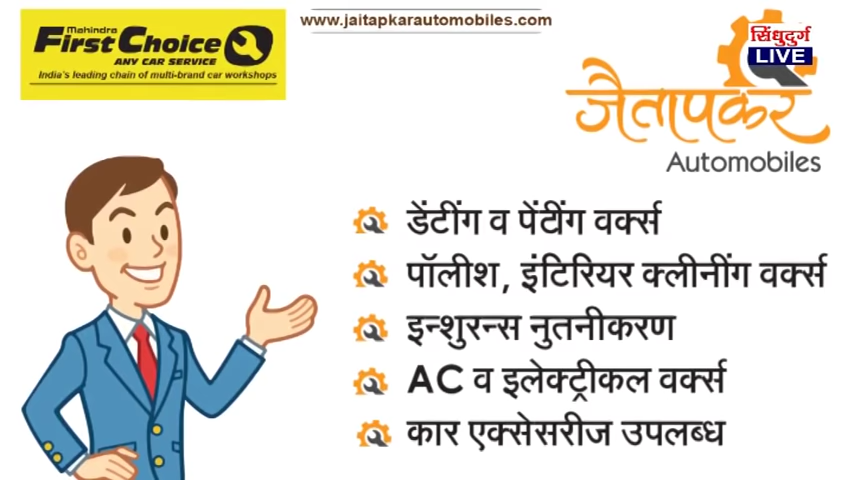 Mahindra
First Choice
ANY CAR SERVICE
India's leading chain of multi-brand car workshops
www.jaitapkarautomobiles.com
सिंधुदुर्ग
LIVE
जैतापकर
Automobiles
डेंटींग व पेंटींग वर्क्स
पॉलीश, इंटिरियर क्लीनींग वर्क्स
इन्शुरन्स नुतनीकरण
AC व इलेक्ट्रीकल वर्क्स
कार एक्सेसरीज उपलब्ध